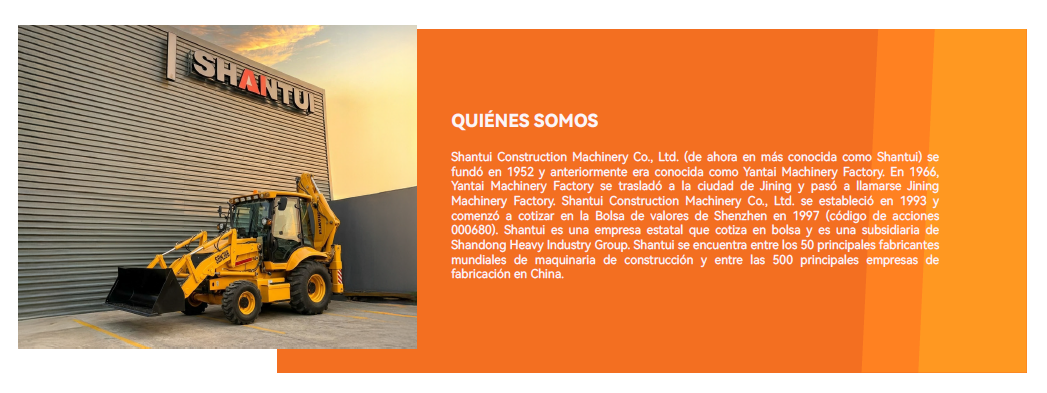 SHANTUI
QUIÉNES SOMOS
Shantui Construction Machinery Co., Ltd. (de ahora en más conocida como Shantui) se
fundó en 1952 y anteriormente era conocida como Yantai Machinery Factory. En 1966,
Yantai Machinery Factory se trasladó a la ciudad de Jining y pasó a llamarse Jining
Machinery Factory. Shantui Construction Machinery Co., Ltd. se estableció en 1993 y
comenzó a cotizar en la Bolsa de valores de Shenzhen en 1997 (código de acciones
000680). Shantui es una empresa estatal que cotiza en bolsa y es una subsidiaria de
Shandong Heavy Industry Group. Shantui se encuentra entre los 50 principales fabricantes
mundiales de maquinaria de construcción y entre las 500 principales empresas de
fabricación en China.